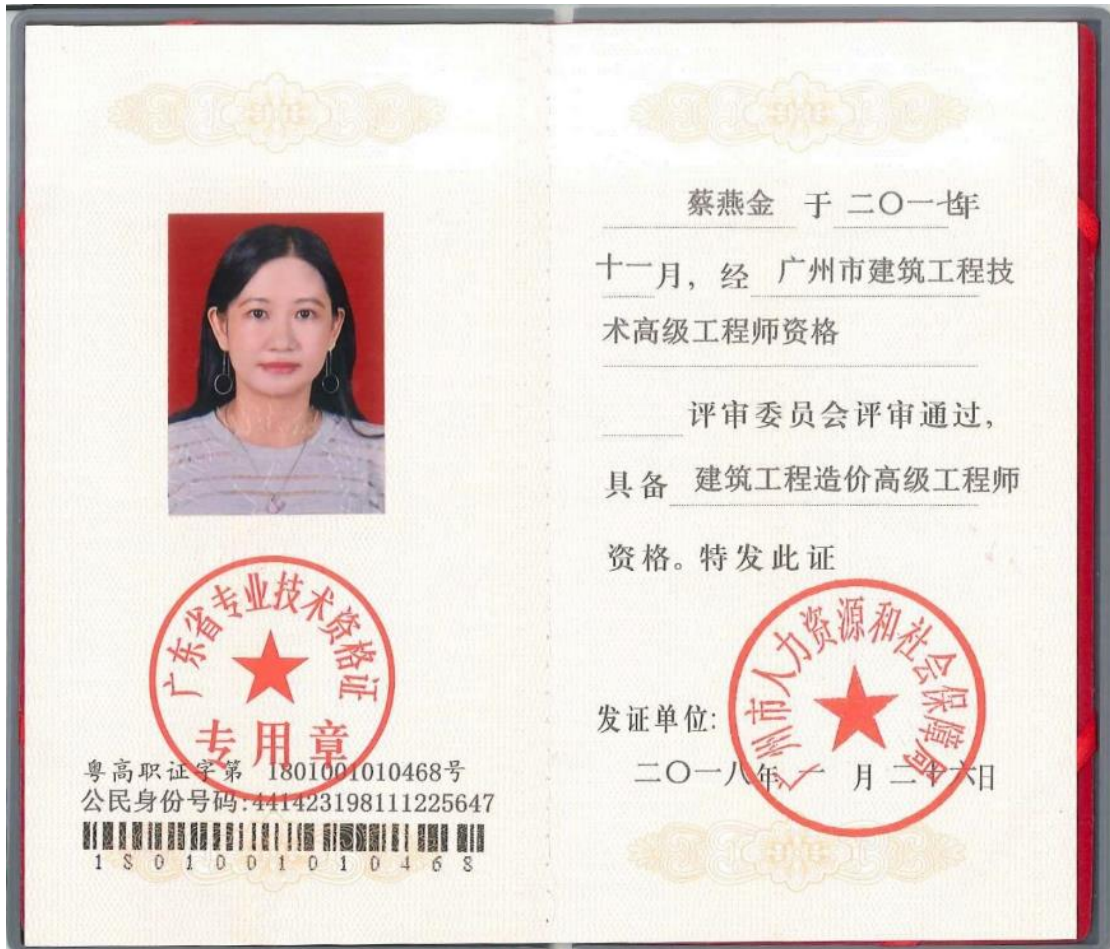 广东省专业技术资格证
专用章
粤高职证字第 1801001010468号
公民身份号码:441423198111225647
1801001010468
蔡燕金 于 二〇一七年
十一月, 经 广州市建筑工程技
术高级工程师资格
评审委员会评审通过,
具备 建筑工程造价高级工程师
资格。特发此证
广州市人力资源和社会保障局
发证单位:
二〇一八年 一 月 二十六日